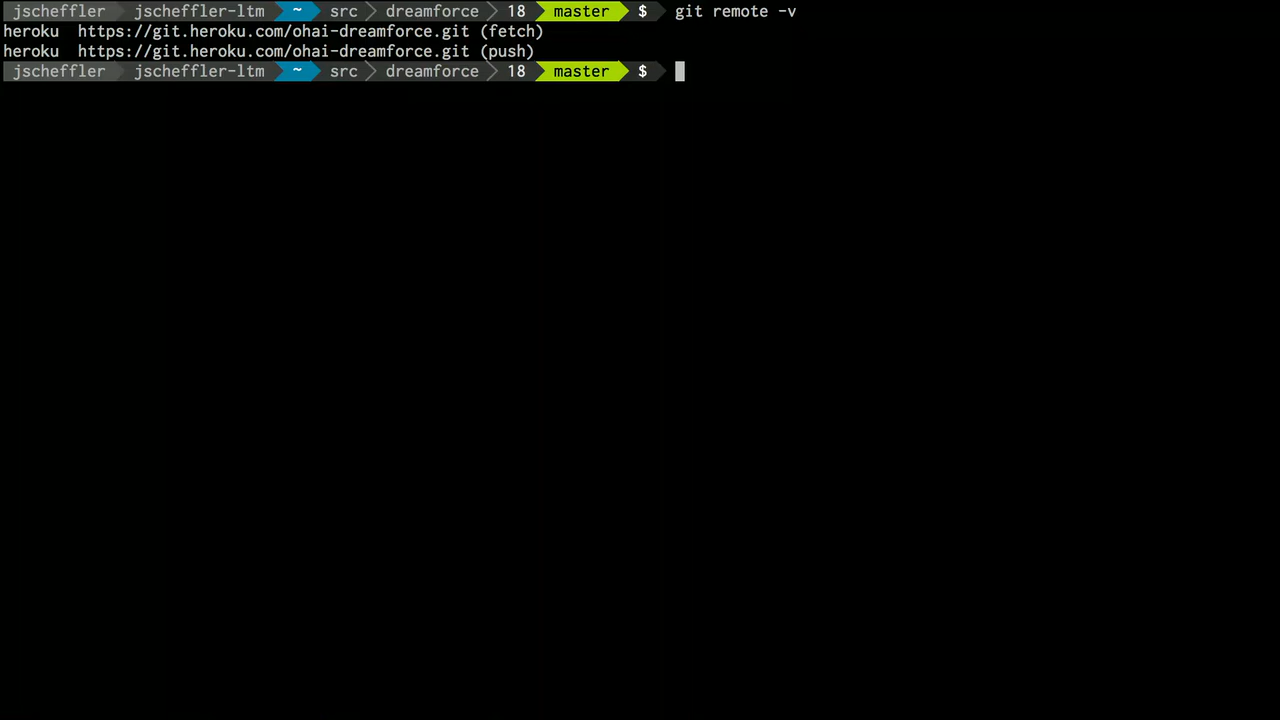 jscheffler jscheffler-ltm ~ src dreamforce 18 master $ git remote -v
heroku https://git.heroku.com/ohai-dreamforce.git (fetch)
heroku https://git.heroku.com/ohai-dreamforce.git (push)
jscheffler jscheffler-ltm ~ src dreamforce 18 master $